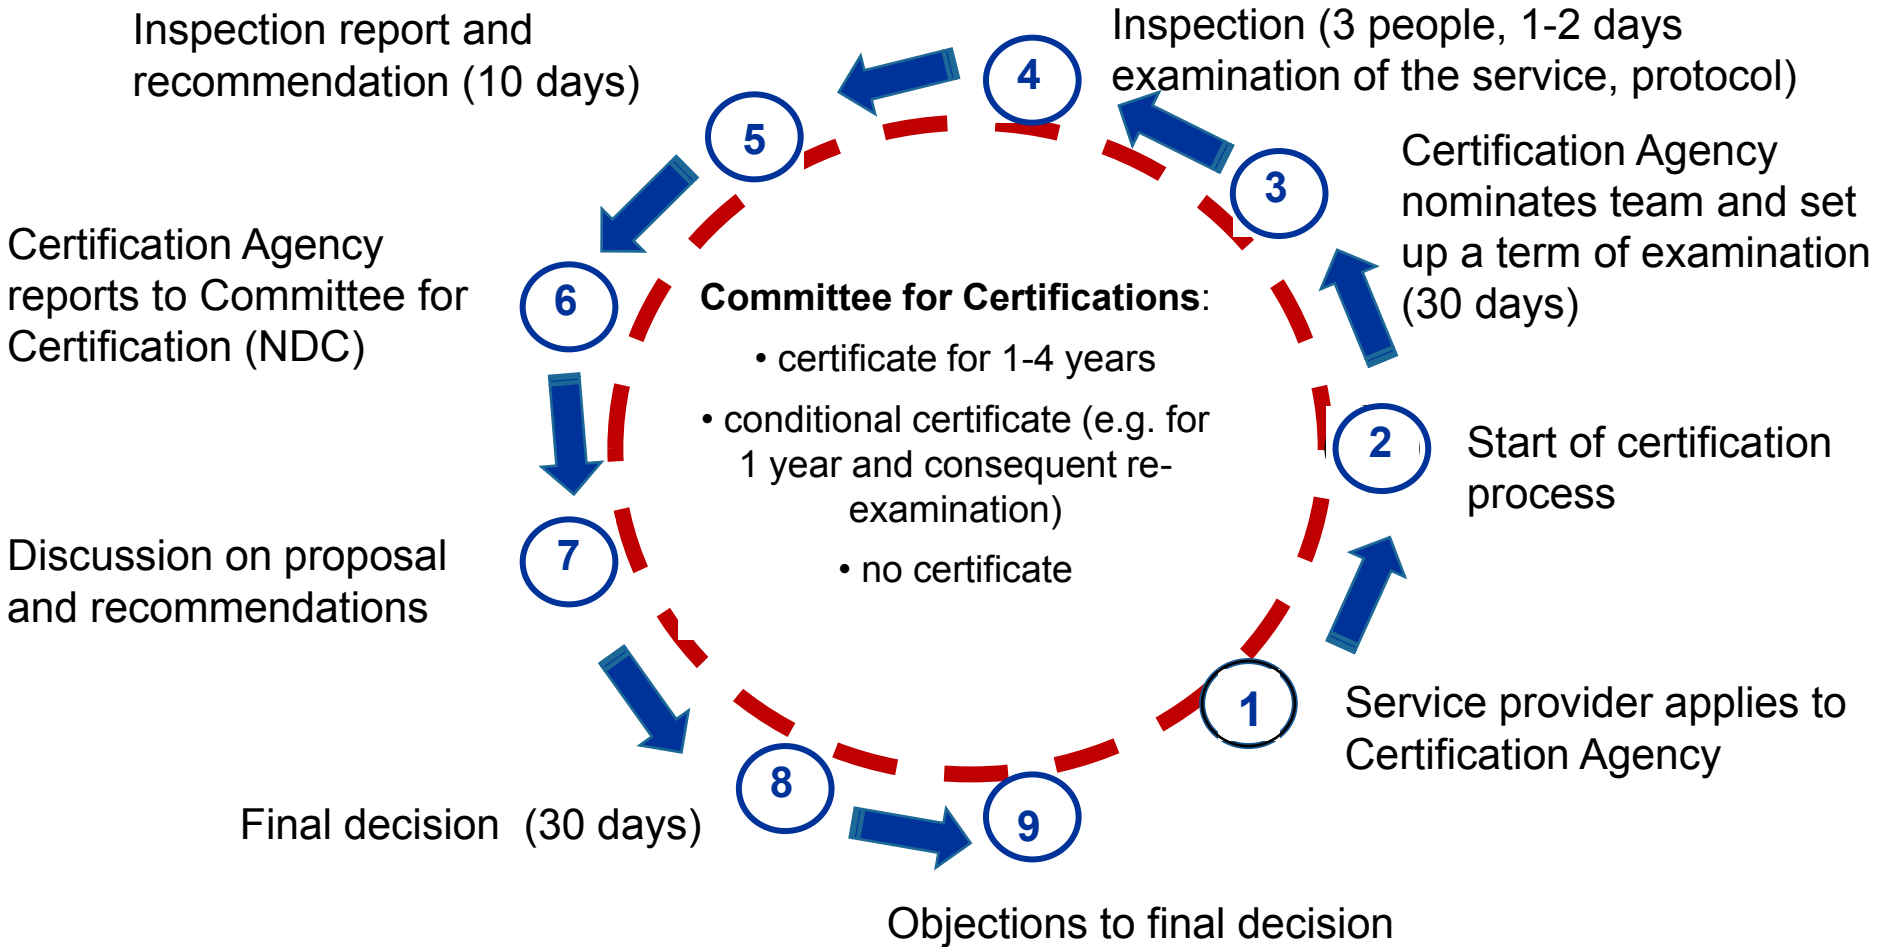 Inspection report and
recommendation (10 days)
4
Inspection (3 people, 1-2 days
examination of the service, protocol)
5
3
Certification Agency
nominates team and set
up a term of examination
(30 days)
Certification Agency
reports to Committee for
Certification (NDC)
6
Committee for Certifications:
• certificate for 1-4 years
• conditional certificate (e.g. for
1 year and consequent re-
examination)
• no certificate
2
Start of certification
process
Discussion on proposal
and recommendations
7
1
Service provider applies to
Certification Agency
8
Final decision (30 days)
9
Objections to final decision